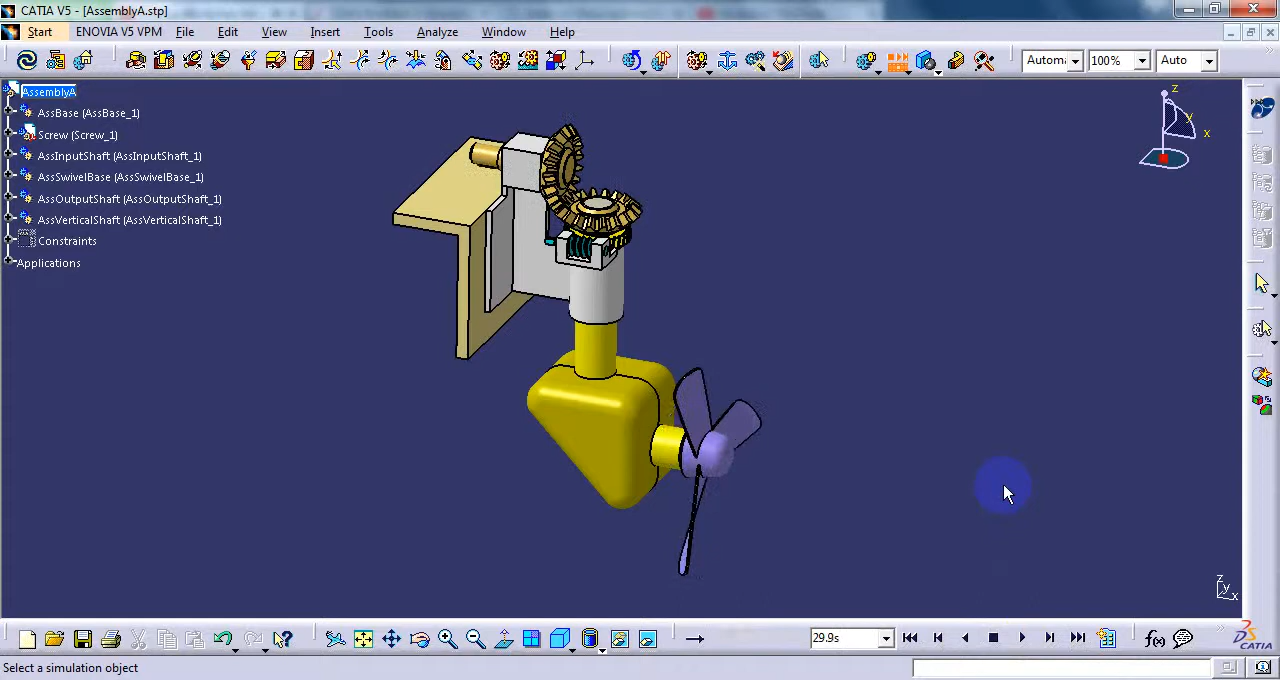 CATIA V5 - [AssemblyA.stp]
Start ENOVIA V5 VPM File Edit View Insert Tools Analyze Window Help
Autom 100% Auto
AssemblyA
AssBase (AssBase_1)
Screw (Screw_1)
AssInputShaft (AssInputShaft_1)
AssSwivelBase (AssSwivelBase_1)
AssOutputShaft (AssOutputShaft_1)
AssVerticalShaft (AssVerticalShaft_1)
Constraints
Applications
z
y
x
z
y
x
29.9s
f(x)
CATIA
Select a simulation object